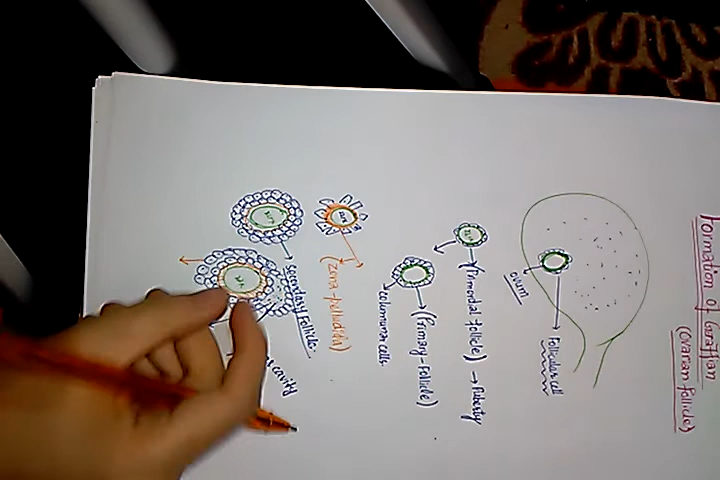 Formation of Graffian
(Ovarian follicles)
Follicular cell
ovum
(Primordial follicle) → Puberty
(Primary-follicle)
columnar cells
(Zona-pellucida)
secondary follicle.
cavity